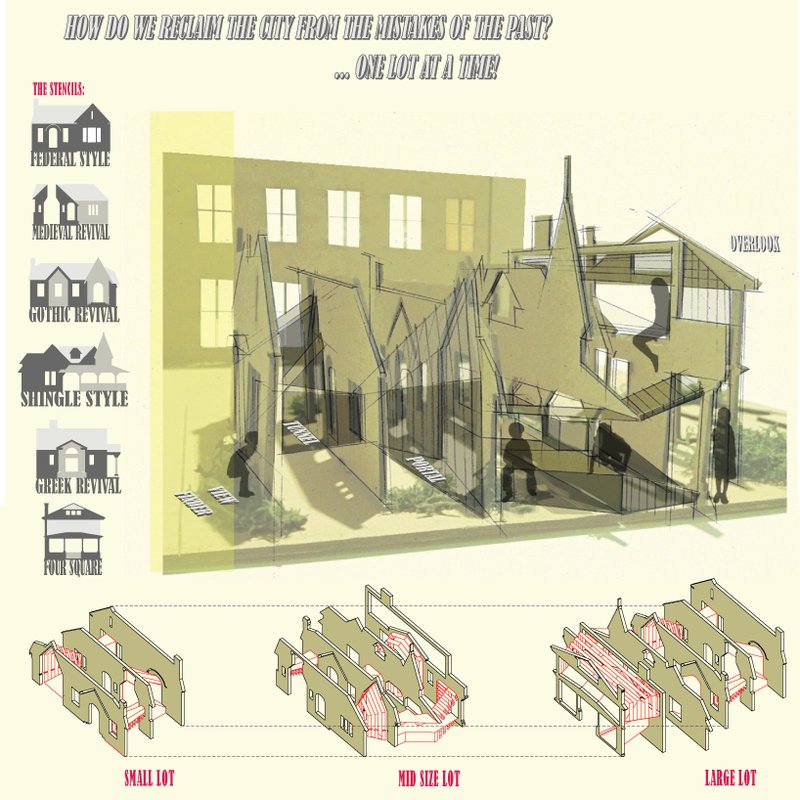 HOW DO WE RECLAIM THE CITY FROM THE MISTAKES OF THE PAST?
... ONE LOT AT A TIME!
THE STENCILS:
FEDERAL STYLE
MEDIEVAL REVIVAL
GOTHIC REVIVAL
SHINGLE STYLE
GREEK REVIVAL
FOUR SQUARE
OVERLOOK
TUNNEL
PORTAL
VIEW
FINDER
SMALL LOT
MID SIZE LOT
LARGE LOT